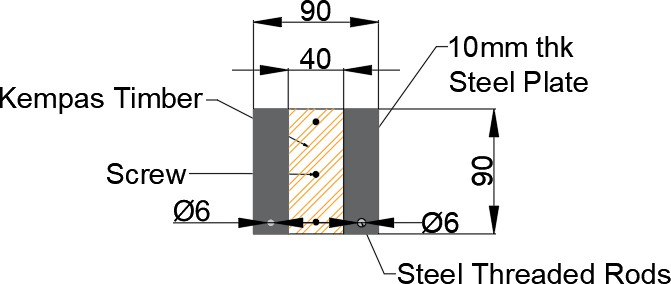 90
10mm thk
40
Steel Plate
Kempas Timber
Screw
90
Ø6
Ø6
Steel Threaded Rods